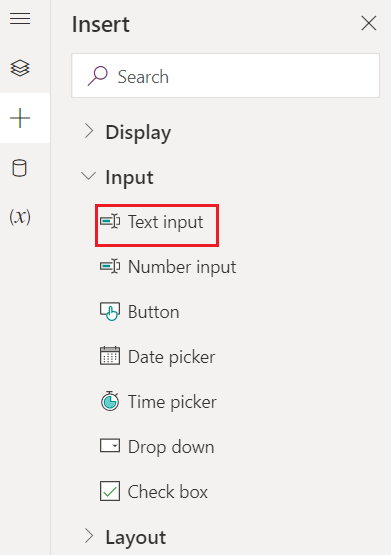 Insert
Search
Display
Input
(x)
Text input
Number input
Button
Date picker
Time picker
Drop down
Check box
Layout